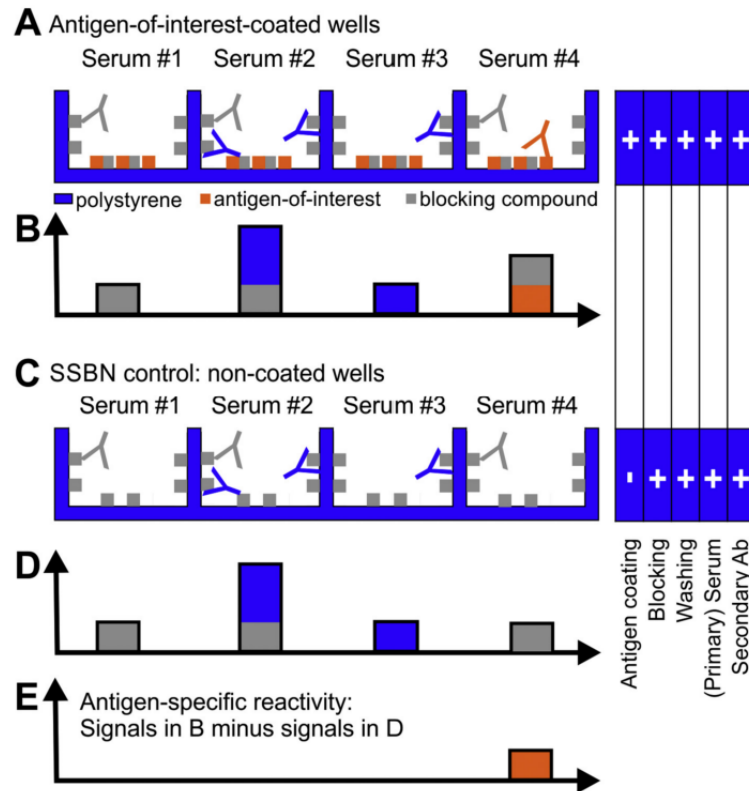 A Antigen-of-interest-coated wells
Serum #1 Serum #2 Serum #3 Serum #4
+ + + + +
polystyrene antigen-of-interest blocking compound
B
C SSBN control: non-coated wells
Serum #1 Serum #2 Serum #3 Serum #4
- + + + +
D
Antigen coating
Blocking
Washing
(Primary) Serum
Secondary Ab
E Antigen-specific reactivity:
Signals in B minus signals in D